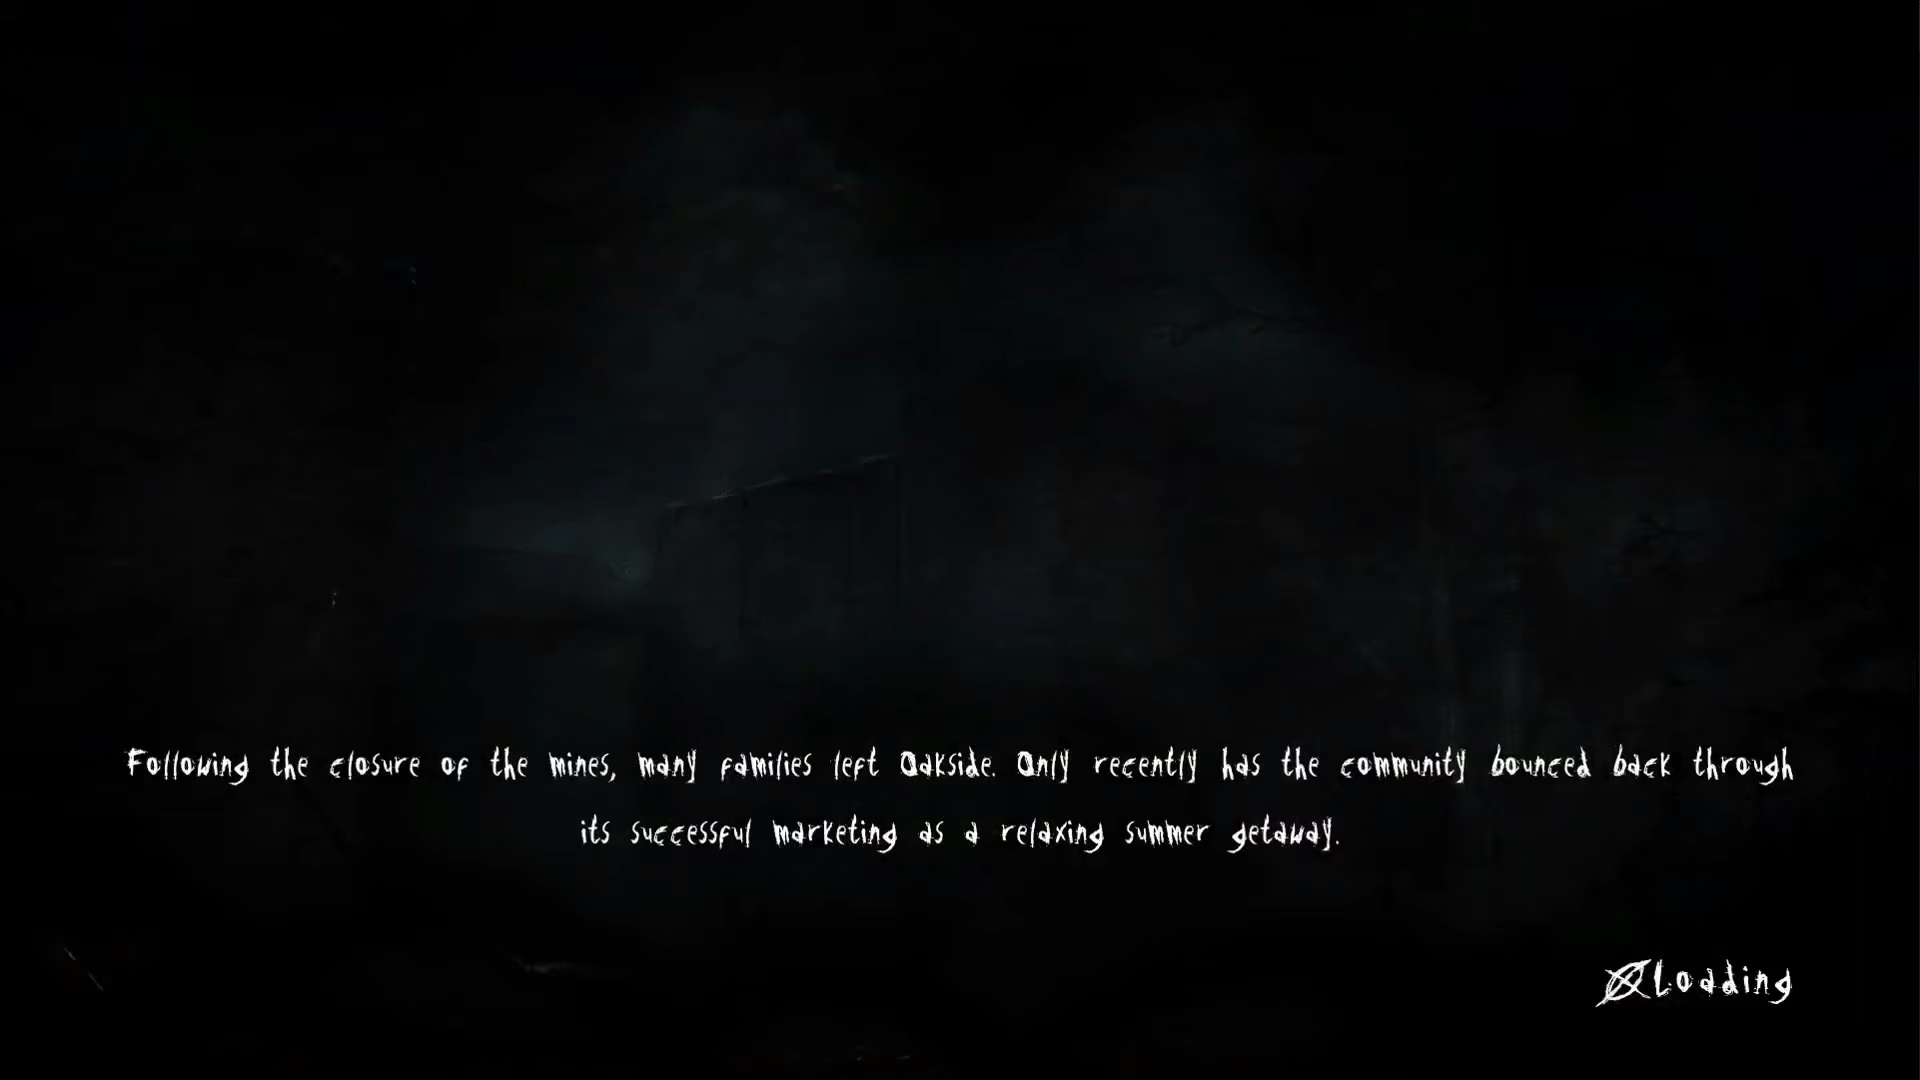 Following the closure of the mines, many families left Oakside. Only recently has the community bounced back through
its successful marketing as a relaxing summer getaway.
Loading